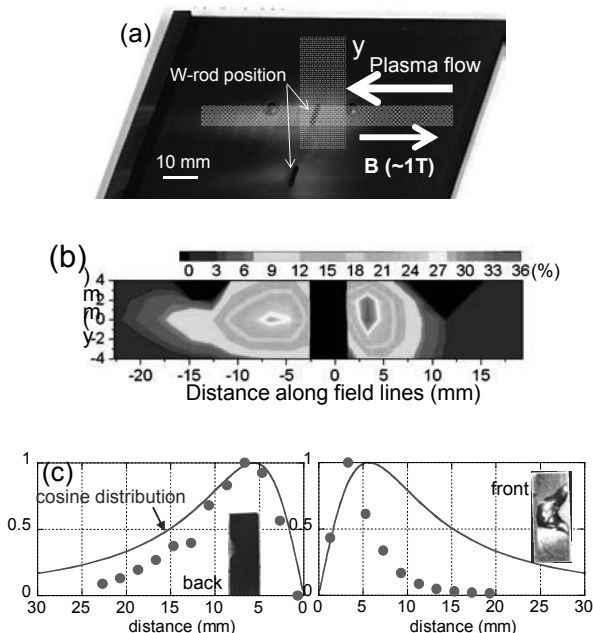 (a)
y
Plasma flow
W-rod position
10 mm
B (~1T)
(b)
0 3 6 9 12 15 18 21 24 27 30 33 36 (%)
y (mm)
4
2
0
-2
-4
-20 -15 -10 -5 0 5 10 15
Distance along field lines (mm)
(c)
1
0.5
0
cosine distribution
back
30 25 20 15 10 5 0
distance (mm)
1
0.5
0
front
0 5 10 15 20 25 30
distance (mm)